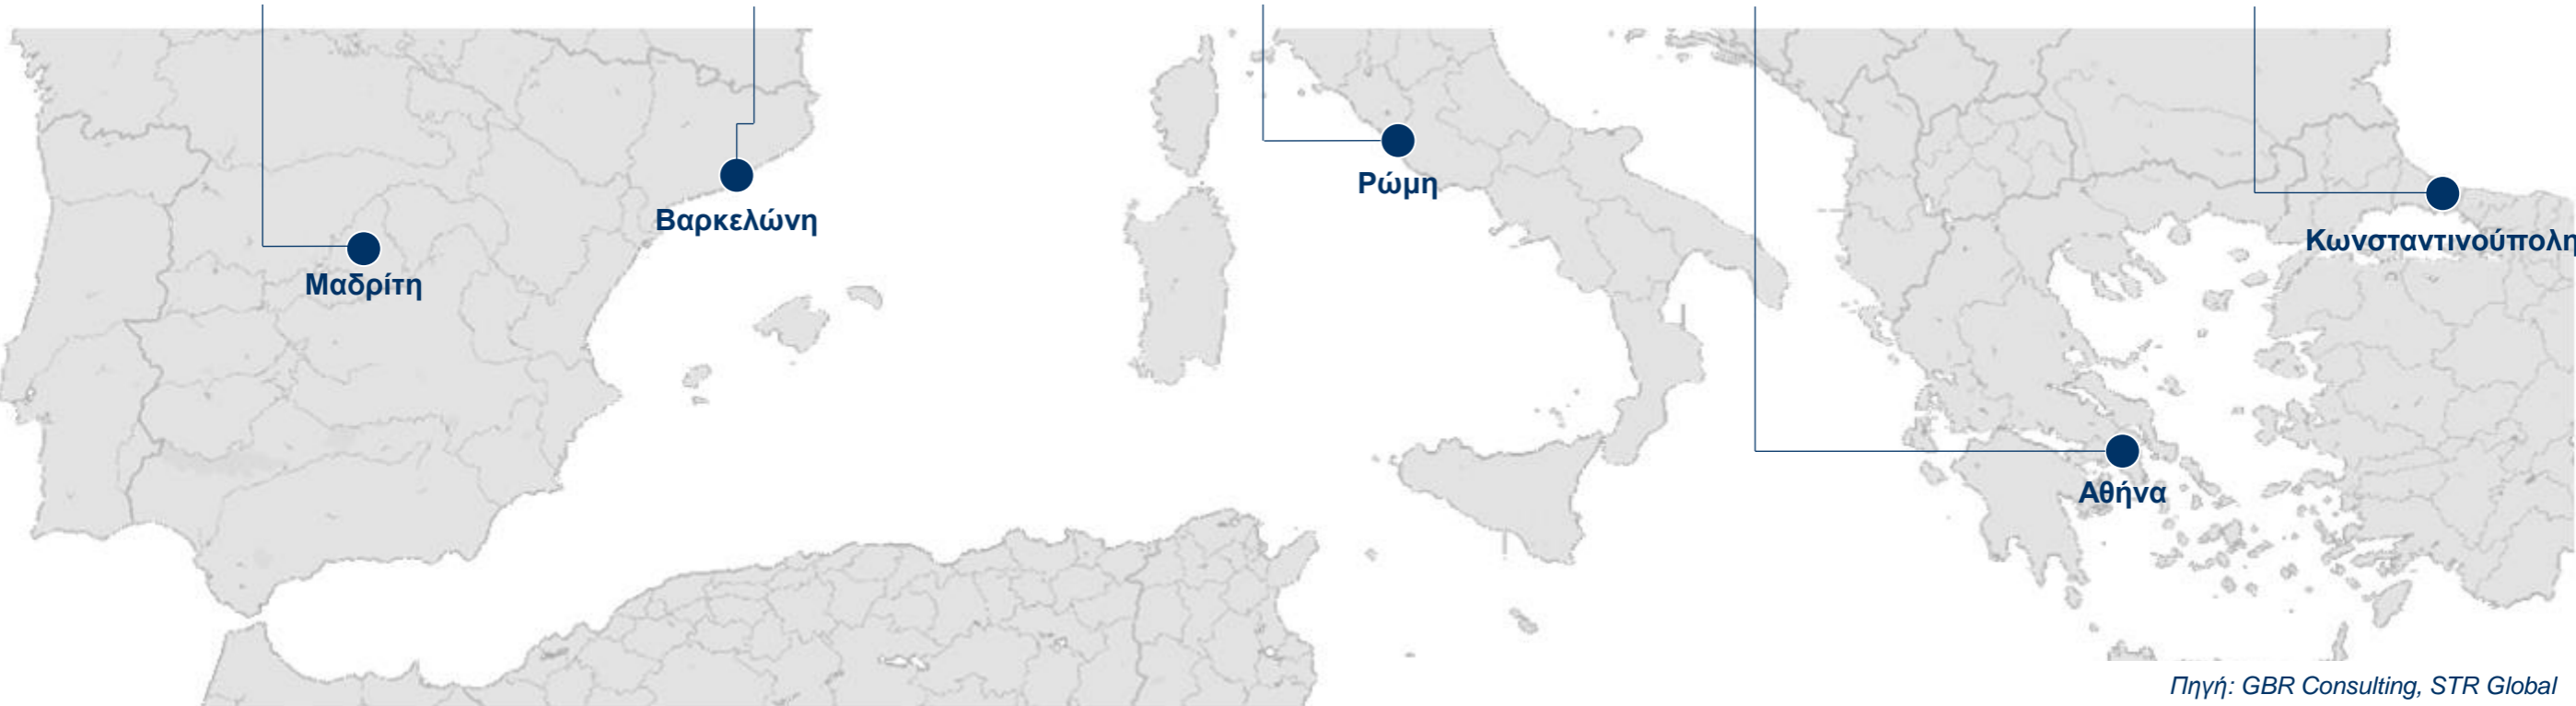 Μαδρίτη
Βαρκελώνη
Ρώμη
Αθήνα
Κωνσταντινούπολη
Πηγή: GBR Consulting, STR Global